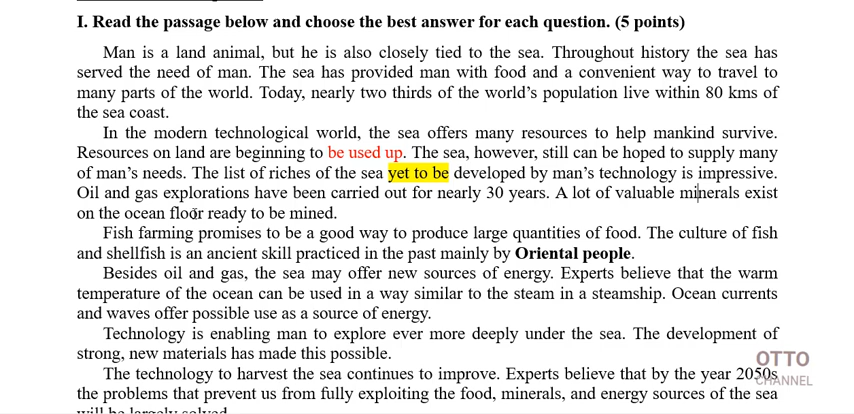 I. Read the passage below and choose the best answer for each question. (5 points)
Man is a land animal, but he is also closely tied to the sea. Throughout history the sea has
served the need of man. The sea has provided man with food and a convenient way to travel to
many parts of the world. Today, nearly two thirds of the world's population live within 80 kms of
the sea coast.
In the modern technological world, the sea offers many resources to help mankind survive.
Resources on land are beginning to be used up. The sea, however, still can be hoped to supply many
of man's needs. The list of riches of the sea yet to be developed by man's technology is impressive.
Oil and gas explorations have been carried out for nearly 30 years. A lot of valuable minerals exist
on the ocean floor ready to be mined.
Fish farming promises to be a good way to produce large quantities of food. The culture of fish
and shellfish is an ancient skill practiced in the past mainly by Oriental people.
Besides oil and gas, the sea may offer new sources of energy. Experts believe that the warm
temperature of the ocean can be used in a way similar to the steam in a steamship. Ocean currents
and waves offer possible use as a source of energy.
Technology is enabling man to explore ever more deeply under the sea. The development of
strong, new materials has made this possible.
The technology to harvest the sea continues to improve. Experts believe that by the year 2050s
the problems that prevent us from fully exploiting the food, minerals, and energy sources of the sea
will be largely solved.
OTTO
CHANNEL